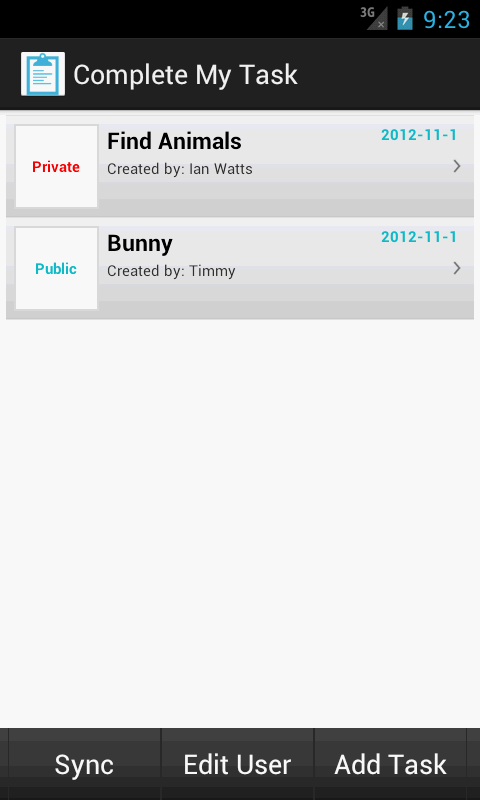 3G
9:23
Complete My Task
Private
Find Animals
2012-11-1
Created by: Ian Watts
Public
Bunny
2012-11-1
Created by: Timmy
Sync
Edit User
Add Task